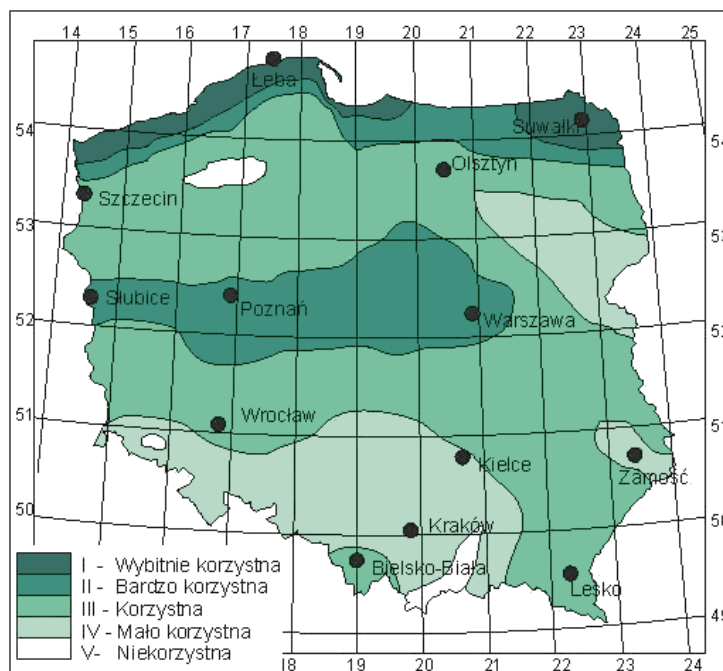 14 15 16 17 18 19 20 21 22 23 24 25
Łeba
54
Suwałki
54
Olsztyn
Szczecin
53
53
Słubice
Poznań
Warszawa
52
52
Wrocław
51
51
Kielce
Zamość
50
Kraków
50
I - Wybitnie korzystna
II - Bardzo korzystna
Bielsko-Biała
Lesko
III - Korzystna
IV - Mało korzystna
49
V- Niekorzystna
18 19 20 21 22 23 24